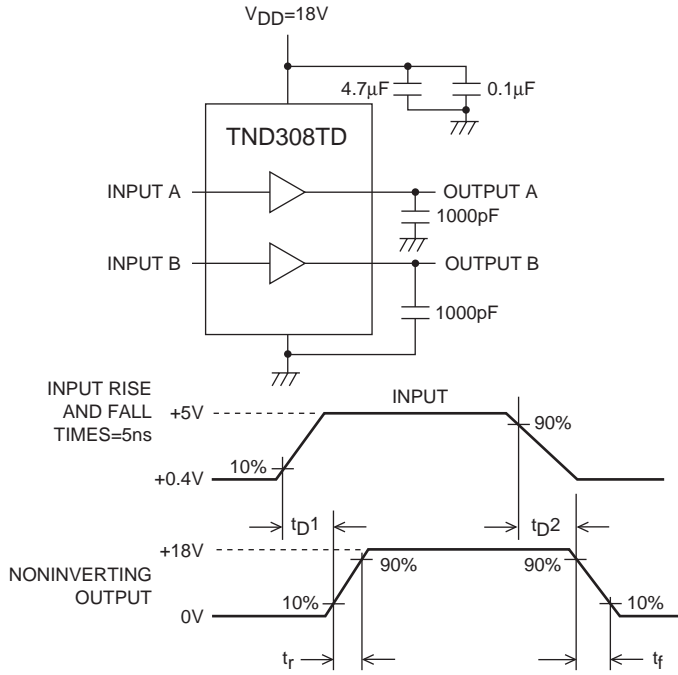 VDD=18V
4.7μF
0.1μF
TND308TD
INPUT A
OUTPUT A
1000pF
INPUT B
OUTPUT B
1000pF
INPUT RISE
AND FALL
TIMES=5ns
+5V
INPUT
90%
10%
+0.4V
tD1
tD2
+18V
NONINVERTING
OUTPUT
90%
90%
10%
10%
0V
tr
tf